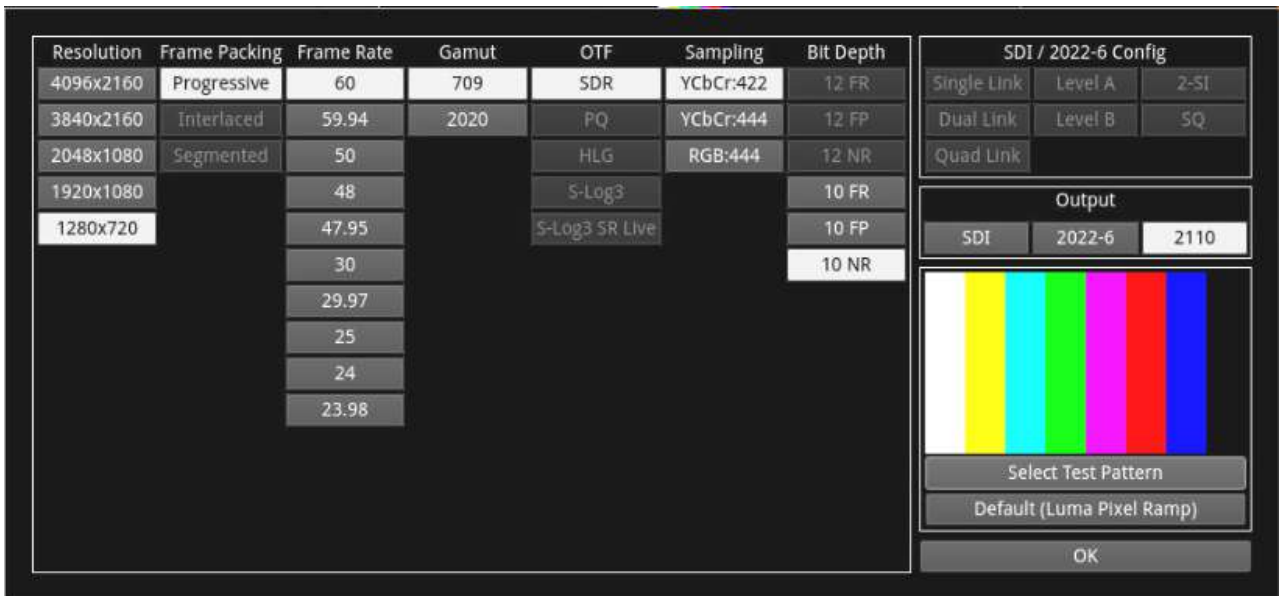 Resolution Frame Packing Frame Rate Gamut OTF Sampling Bit Depth
4096x2160 Progressive 60 709 SDR YCbCr:422 12 FR
3840x2160 Interlaced 59.94 2020 PQ YCbCr:444 12 FP
2048x1080 Segmented 50 HLG RGB:444 12 NR
1920x1080 48 S-Log3 10 FR
1280x720 47.95 S-Log3 SR Live 10 FP
30 10 NR
29.97
25
24
23.98
SDI / 2022-6 Config
Single Link Level A 2-SI
Dual Link Level B SQ
Quad Link
Output
SDI 2022-6 2110
Select Test Pattern
Default (Luma Pixel Ramp)
OK